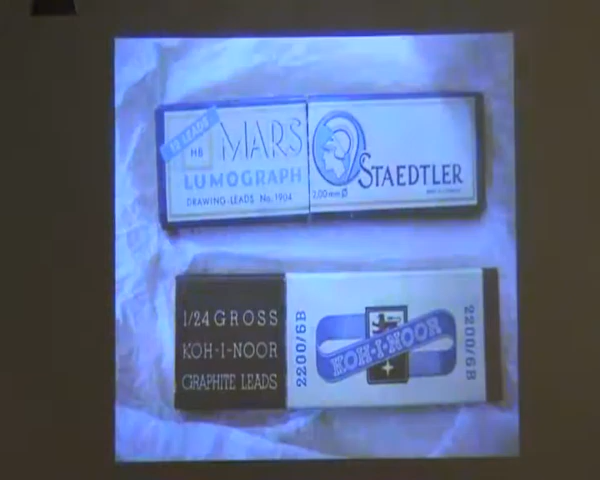 12 LEADS
HB
MARS
LUMOGRAPH
DRAWING-LEADS No. 1904
2,00 mm Ø
STAEDTLER
1/24 GROSS
KOH-I-NOOR
GRAPHITE LEADS
2200/6B
KOH-I-NOOR
2200/6B